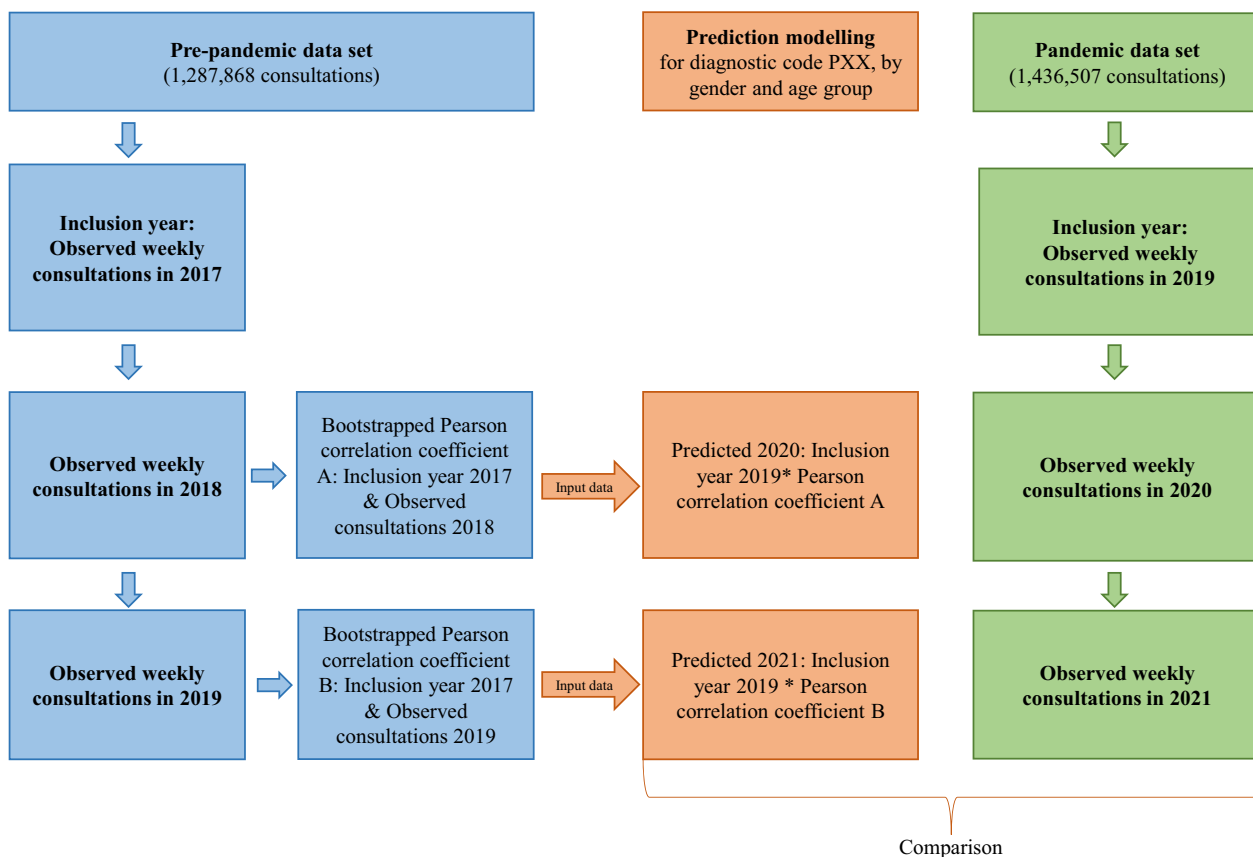 Pre-pandemic data set
(1,287,868 consultations)
Prediction modelling
for diagnostic code PXX, by
gender and age group
Pandemic data set
(1,436,507 consultations)
Inclusion year:
Observed weekly
consultations in 2017
Inclusion year:
Observed weekly
consultations in 2019
Observed weekly
consultations in 2018
Bootstrapped Pearson
correlation coefficient
A: Inclusion year 2017
& Observed
consultations 2018
Input data
Predicted 2020: Inclusion
year 2019* Pearson
correlation coefficient A
Observed weekly
consultations in 2020
Observed weekly
consultations in 2019
Bootstrapped Pearson
correlation coefficient
B: Inclusion year 2017
& Observed
consultations 2019
Input data
Predicted 2021: Inclusion
year 2019 * Pearson
correlation coefficient B
Observed weekly
consultations in 2021
Comparison